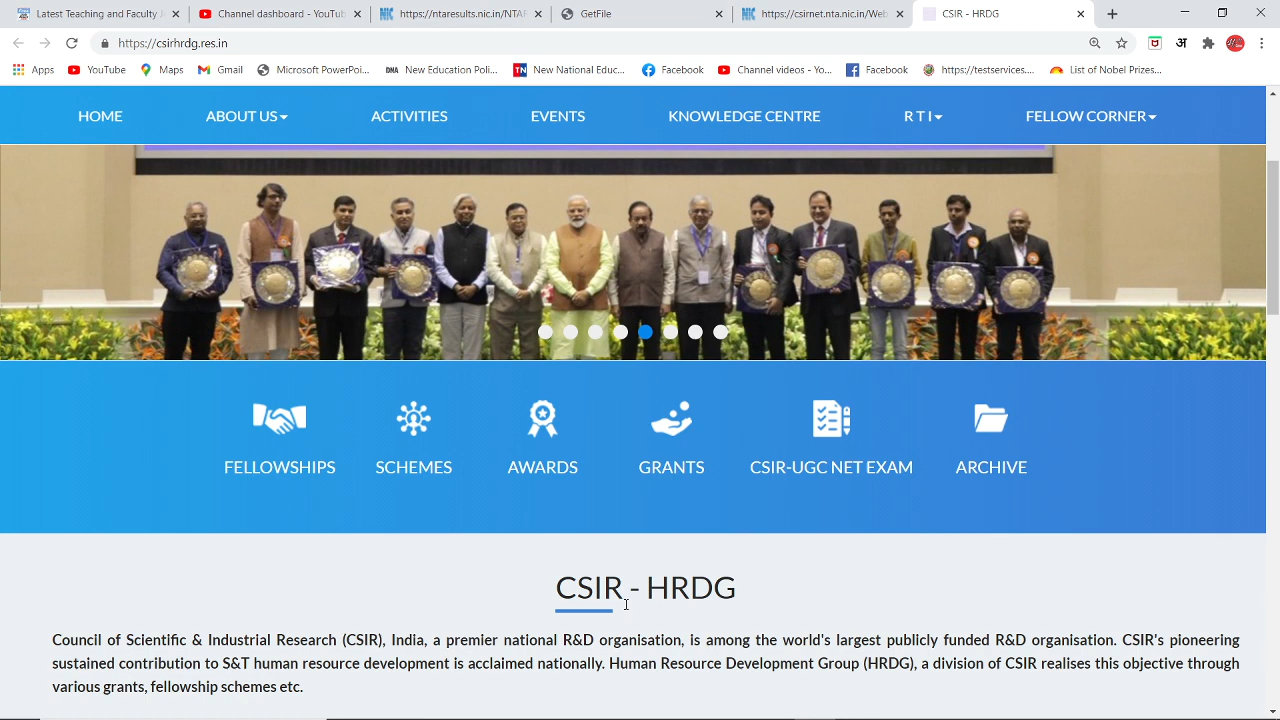 Latest Teaching and Faculty
Channel dashboard - YouTub
https://ntaresults.nic.in/NTAF
GetFile
https://csirnet.nta.nic.in/Web
CSIR - HRDG
https://csirhrdg.res.in
Apps
YouTube
Maps
Gmail
Microsoft PowerPoi...
DNA New Education Poli...
TN New National Educ...
Facebook
Channel videos - Yo...
Facebook
https://testservices....
List of Nobel Prizes...
HOME
ABOUT US
ACTIVITIES
EVENTS
KNOWLEDGE CENTRE
R T I
FELLOW CORNER
FELLOWSHIPS
SCHEMES
AWARDS
GRANTS
CSIR-UGC NET EXAM
ARCHIVE
CSIR - HRDG
Council of Scientific & Industrial Research (CSIR), India, a premier national R&D organisation, is among the world's largest publicly funded R&D organisation. CSIR's pioneering
sustained contribution to S&T human resource development is acclaimed nationally. Human Resource Development Group (HRDG), a division of CSIR realises this objective through
various grants, fellowship schemes etc.